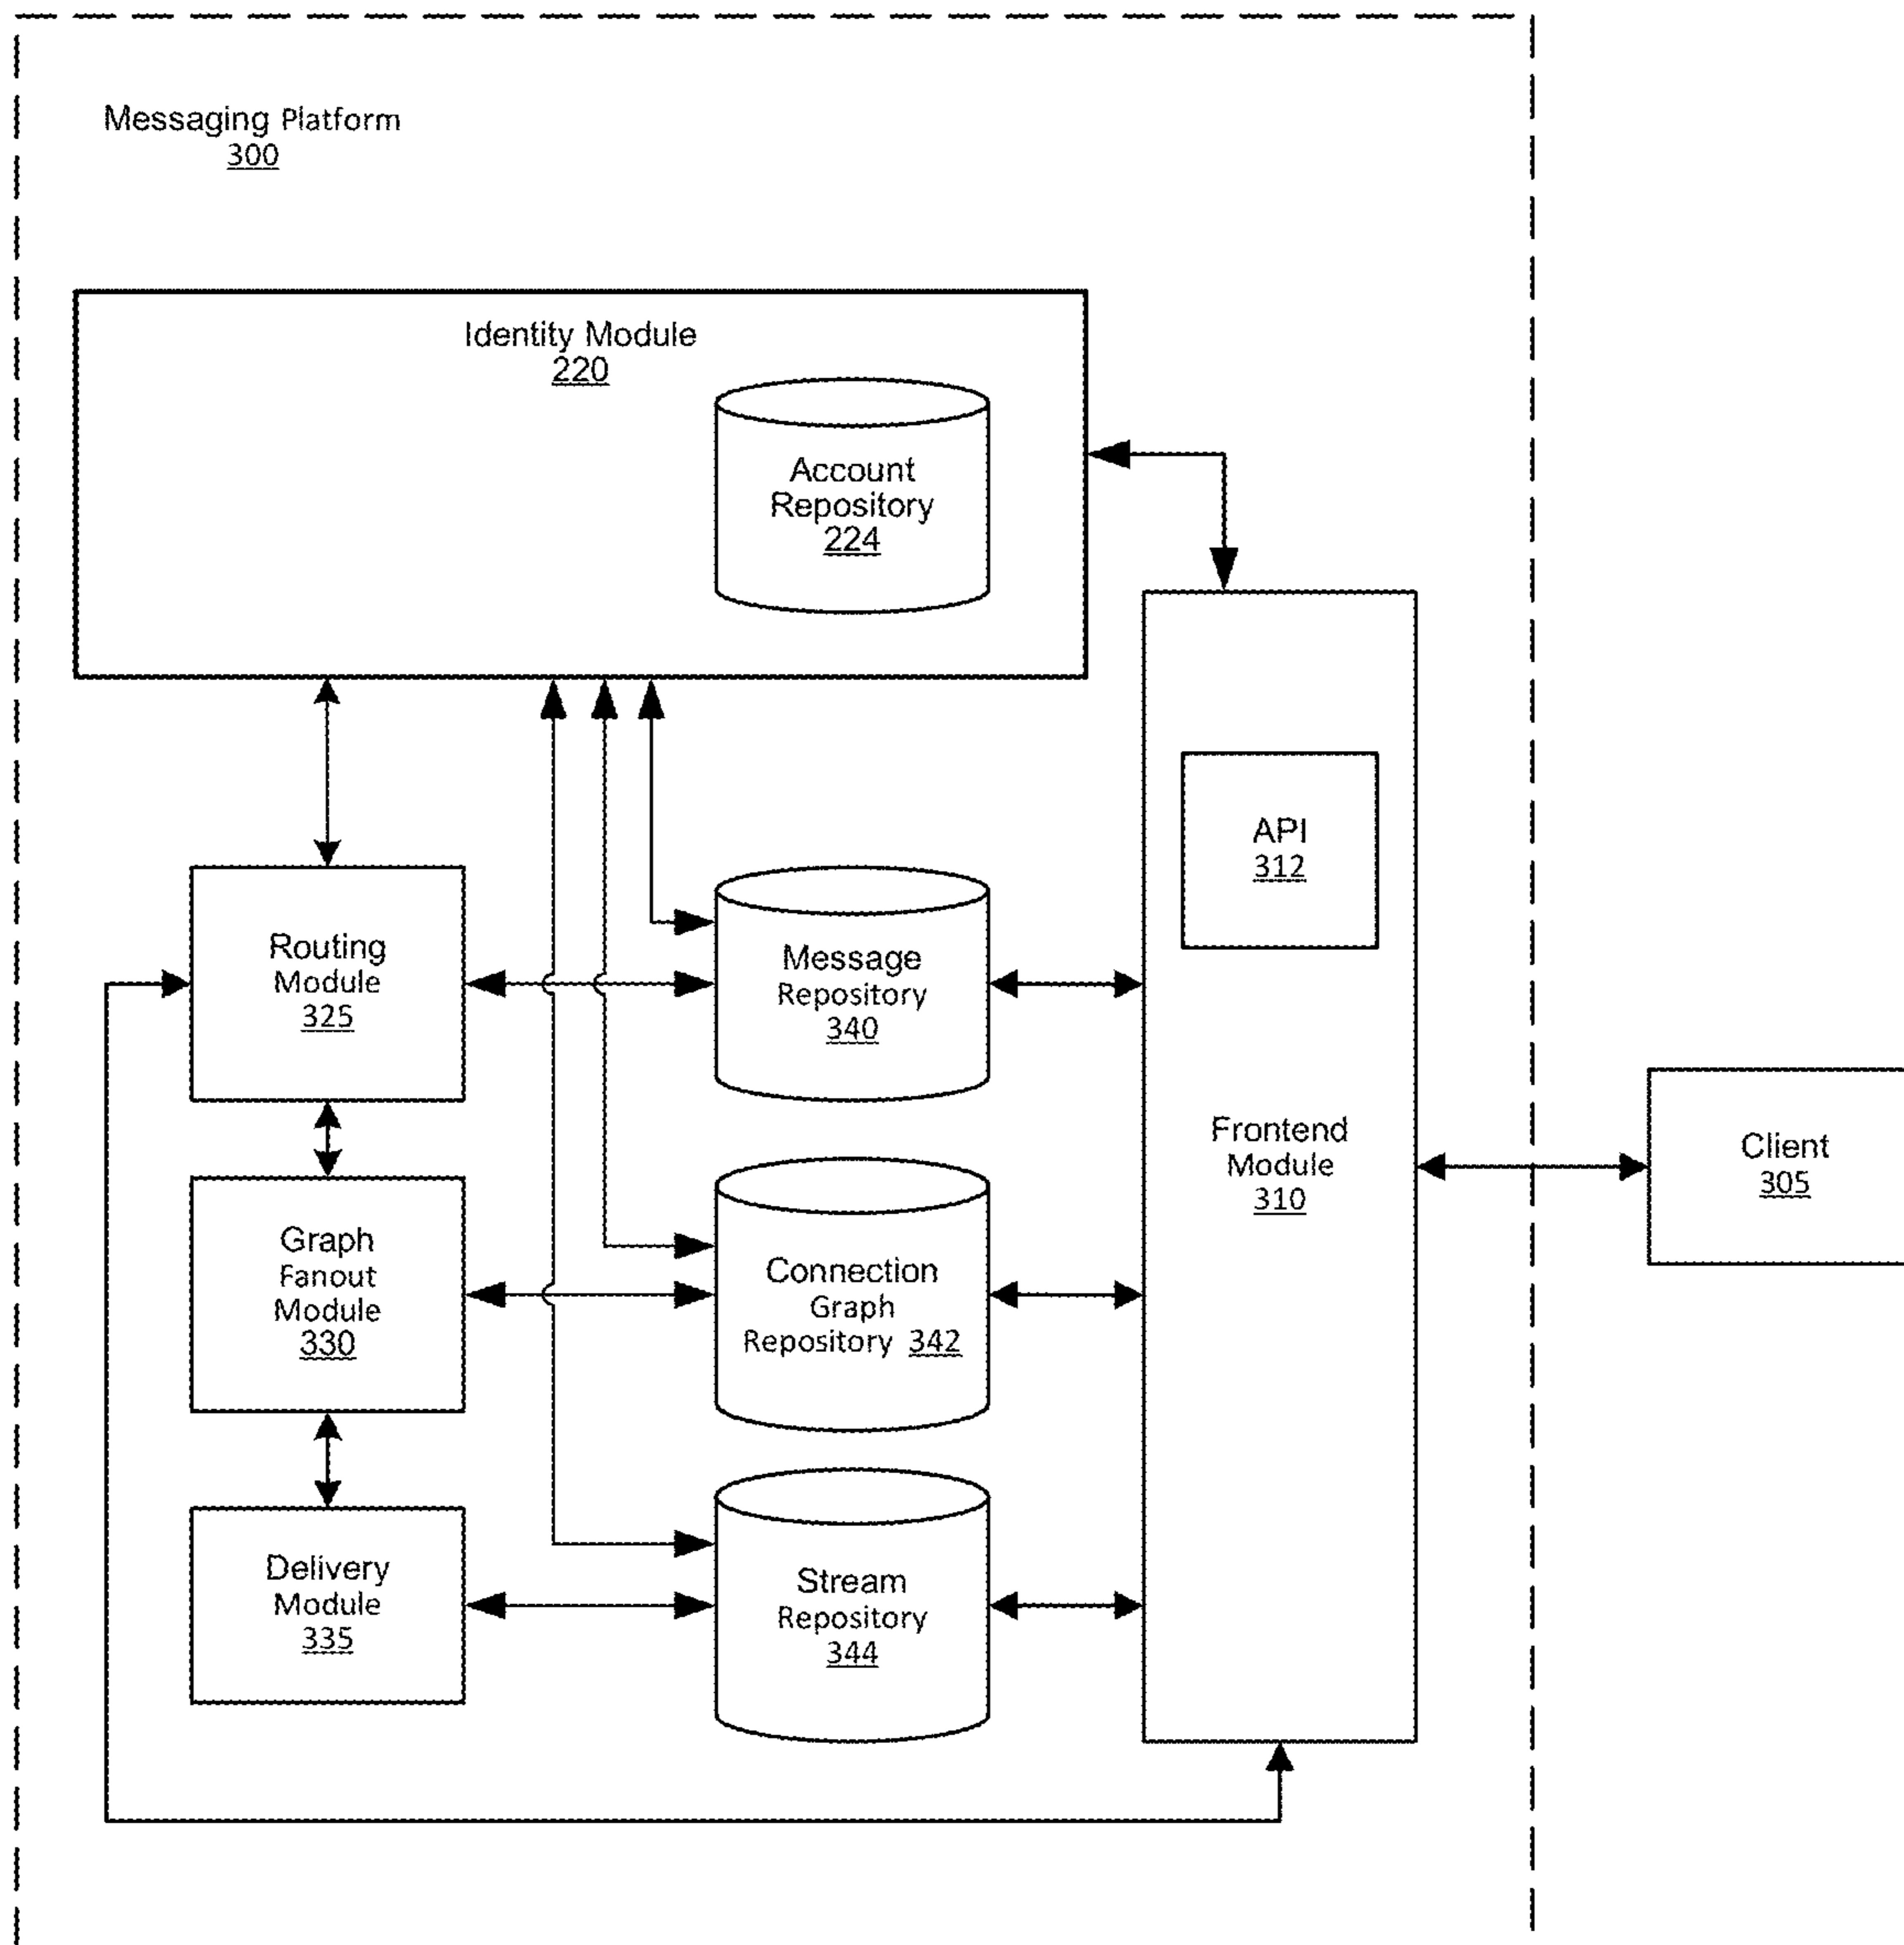 Messaging Platform
300
Identity Module
220
Account
Repository
224
API
312
Routing
Module
325
Message
Repository
340
Frontend
Module
310
Client
305
Graph
Fanout
Module
330
Connection
Graph
Repository 342
Delivery
Module
335
Stream
Repository
344